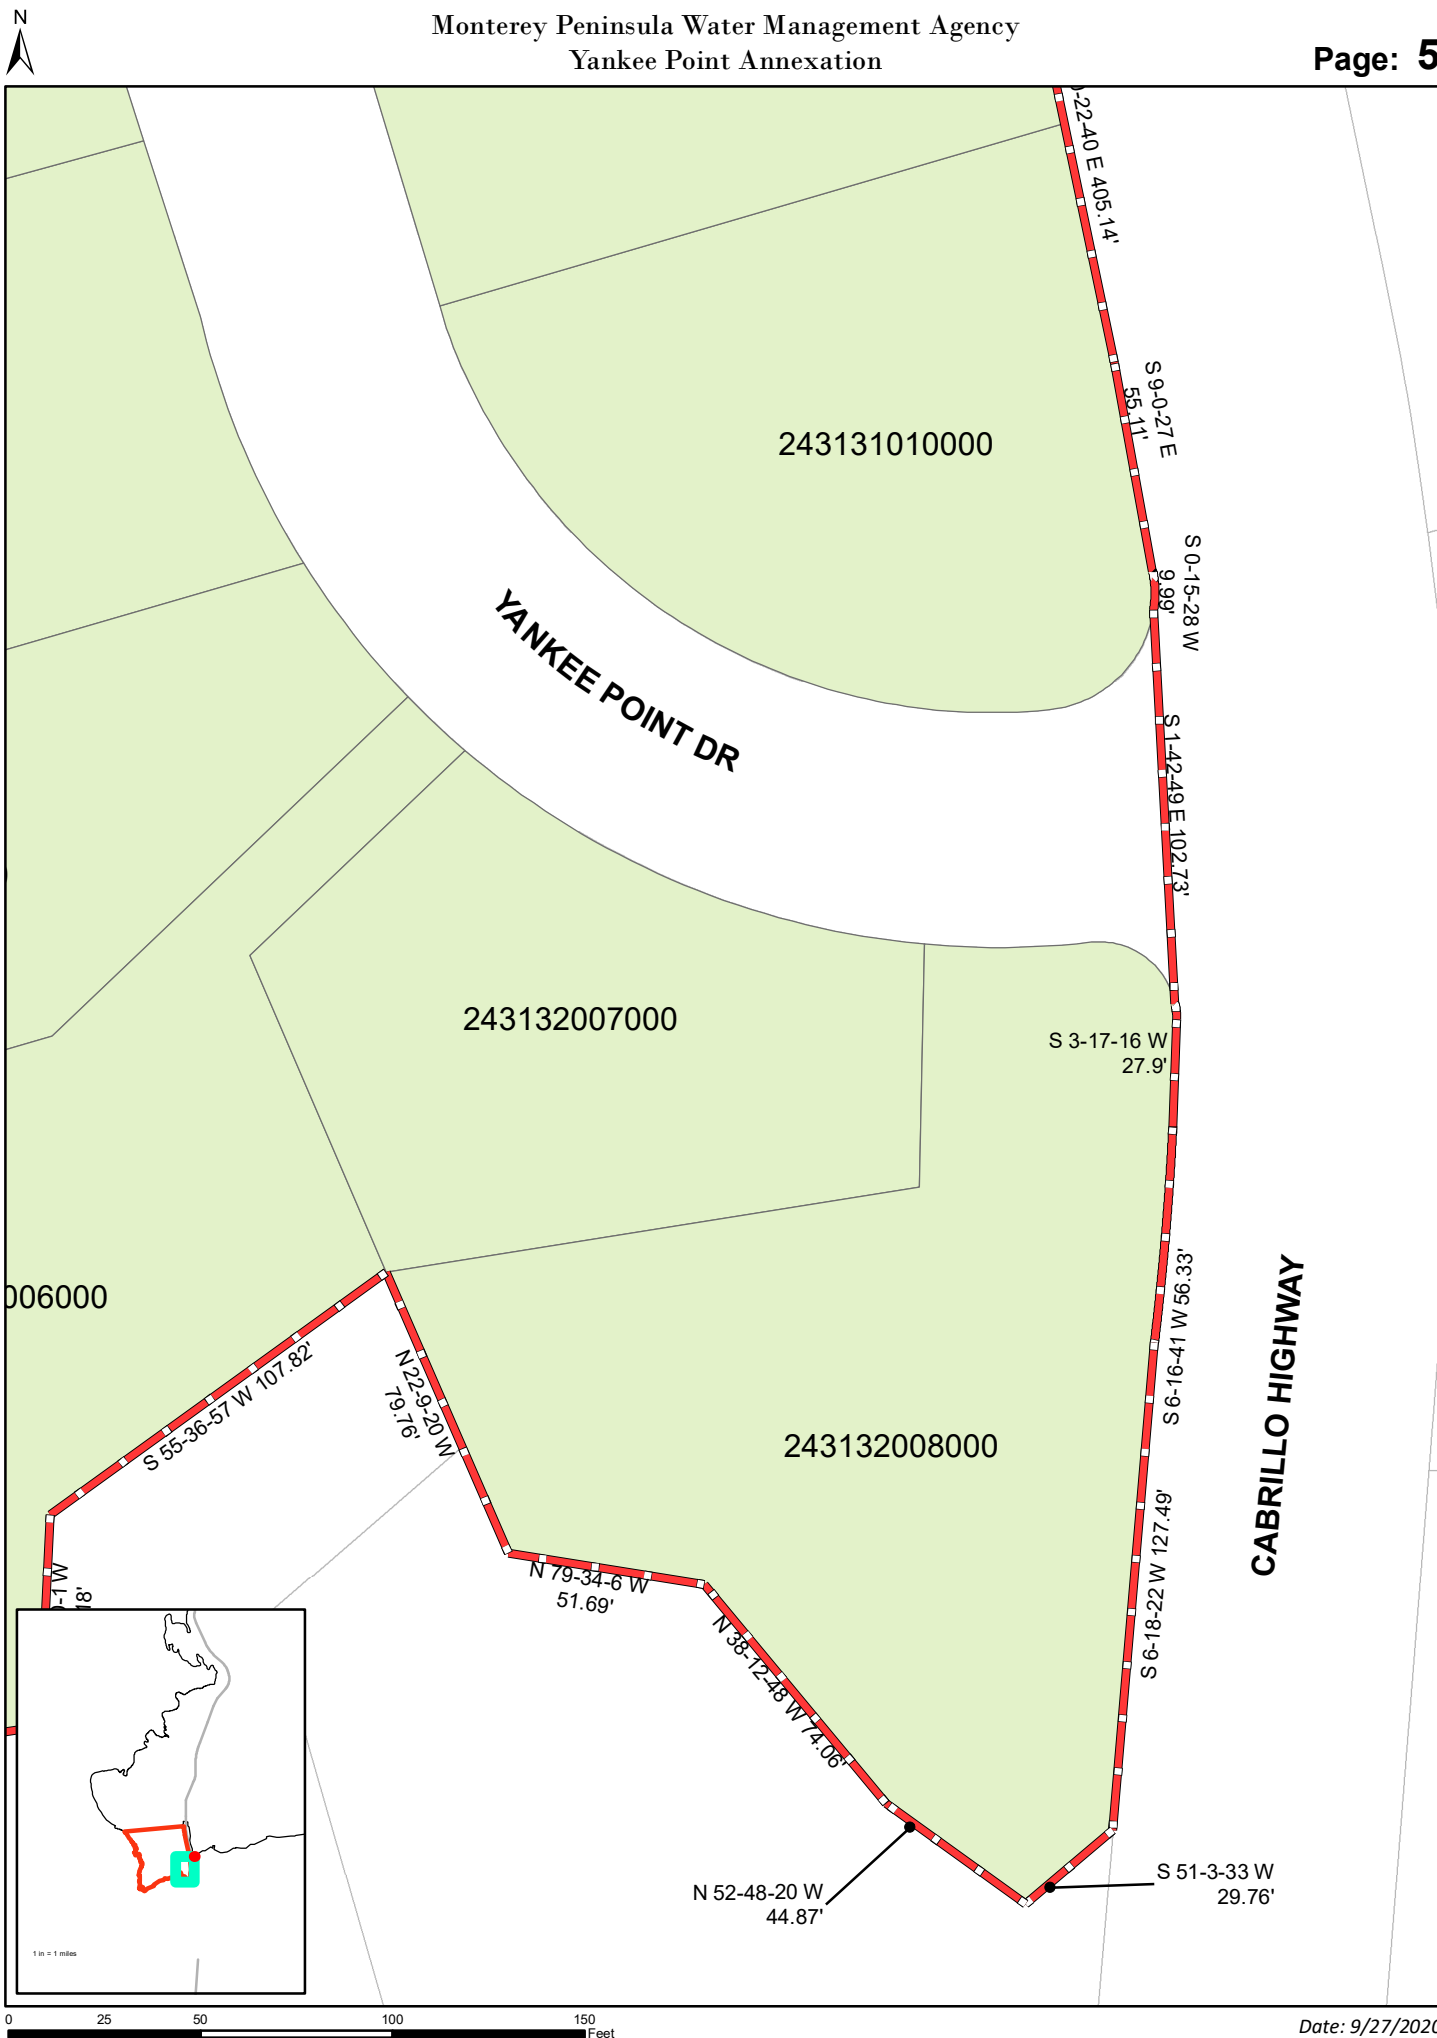 N
Monterey Peninsula Water Management Agency
Yankee Point Annexation
Page: 5
-22-40 E 405.14'
S 9-0-27 E
55.11'
243131010000
S 0-15-28 W
9.99'
YANKEE POINT DR
S 1-42-49 E 102.73'
243132007000
S 3-17-16 W
27.9'
006000
S 55-36-57 W 107.82'
N 22-9-20 W
79.76'
S 6-16-41 W 56.33'
CABRILLO HIGHWAY
243132008000
S 6-18-22 W 127.49'
N 79-34-6 W
51.69'
-1 W
18'
N 38-12-48 W 74.06'
N 52-48-20 W
44.87'
S 51-3-33 W
29.76'
1 in = 1 miles
0 25 50 100 150
Feet
Date: 9/27/2020